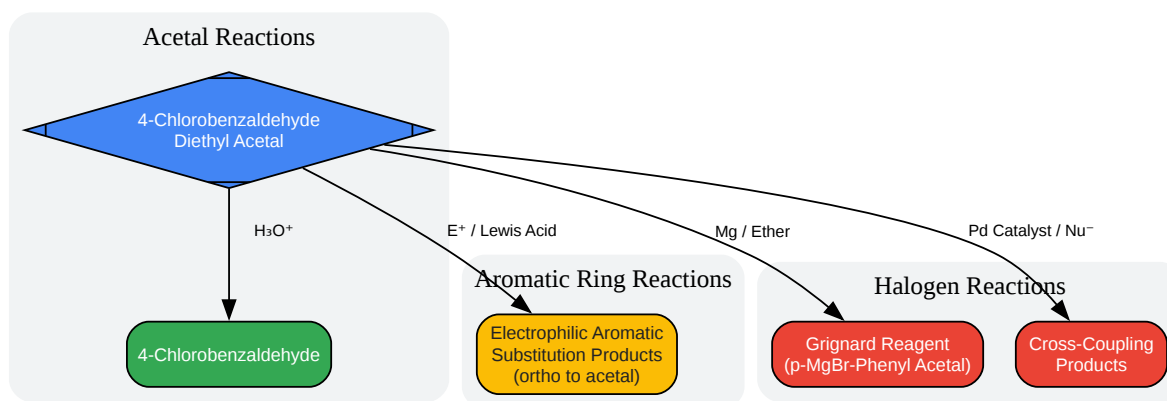 Acetal Reactions
4-Chlorobenzaldehyde
Diethyl Acetal
H₃O⁺
E⁺ / Lewis Acid
Mg / Ether
Pd Catalyst / Nu⁻
Aromatic Ring Reactions
Halogen Reactions
4-Chlorobenzaldehyde
Electrophilic Aromatic
Substitution Products
(ortho to acetal)
Grignard Reagent
(p-MgBr-Phenyl Acetal)
Cross-Coupling
Products